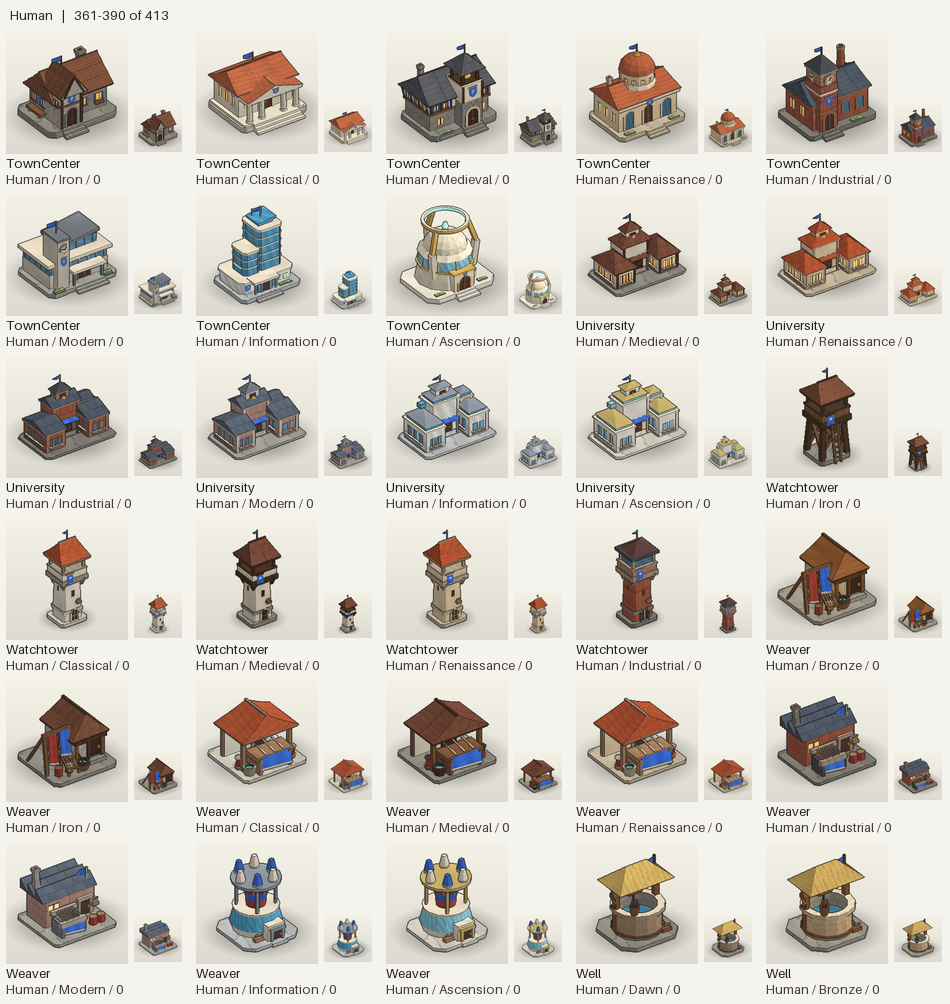 Human | 361-390 of 413
TownCenter
Human / Iron / 0
TownCenter
Human / Classical / 0
TownCenter
Human / Medieval / 0
TownCenter
Human / Renaissance / 0
TownCenter
Human / Industrial / 0
TownCenter
Human / Modern / 0
TownCenter
Human / Information / 0
TownCenter
Human / Ascension / 0
University
Human / Medieval / 0
University
Human / Renaissance / 0
University
Human / Industrial / 0
University
Human / Modern / 0
University
Human / Information / 0
University
Human / Ascension / 0
Watchtower
Human / Iron / 0
Watchtower
Human / Classical / 0
Watchtower
Human / Medieval / 0
Watchtower
Human / Renaissance / 0
Watchtower
Human / Industrial / 0
Weaver
Human / Bronze / 0
Weaver
Human / Iron / 0
Weaver
Human / Classical / 0
Weaver
Human / Medieval / 0
Weaver
Human / Renaissance / 0
Weaver
Human / Industrial / 0
Weaver
Human / Modern / 0
Weaver
Human / Information / 0
Weaver
Human / Ascension / 0
Well
Human / Dawn / 0
Well
Human / Bronze / 0